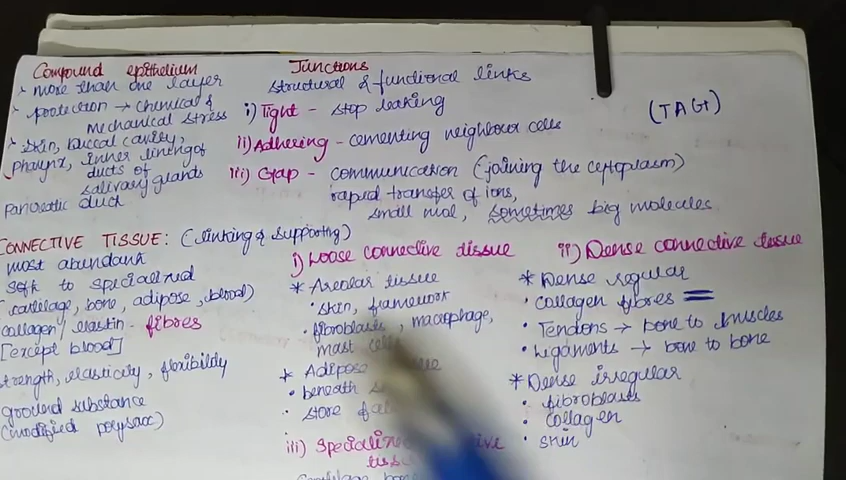 Compound epithelium
> more than one layer
> protection → chemical &
mechanical stress
> skin, buccal cavity,
pharynx, inner lining of
ducts of
salivary glands
pancreatic duct
Junctions
structural & functional links
i) Tight - stop leaking
ii) Adhering - cementing neighbour cells
iii) Gap - communication (joining the cytoplasm)
rapid transfer of ions,
small mol, sometimes big molecules
(TAG)
CONNECTIVE TISSUE: (linking & supporting)
most abundant
soft to specialized
(cartilage, bone, adipose, blood)
collagen / elastin - fibres
[except blood]
strength, elasticity, flexibility
ground substance
(modified polysacc)
i) Loose connective tissue
* Areolar tissue
• skin, framework
• fibroblasts, macrophage,
mast cells
* Adipose
• beneath
• store
iii)
ii) Dense connective tissue
* Dense regular
• collagen fibres
• Tendons → bone to muscles
• Ligaments → bone to bone
* Dense irregular
• fibroblasts
• collagen
• skin